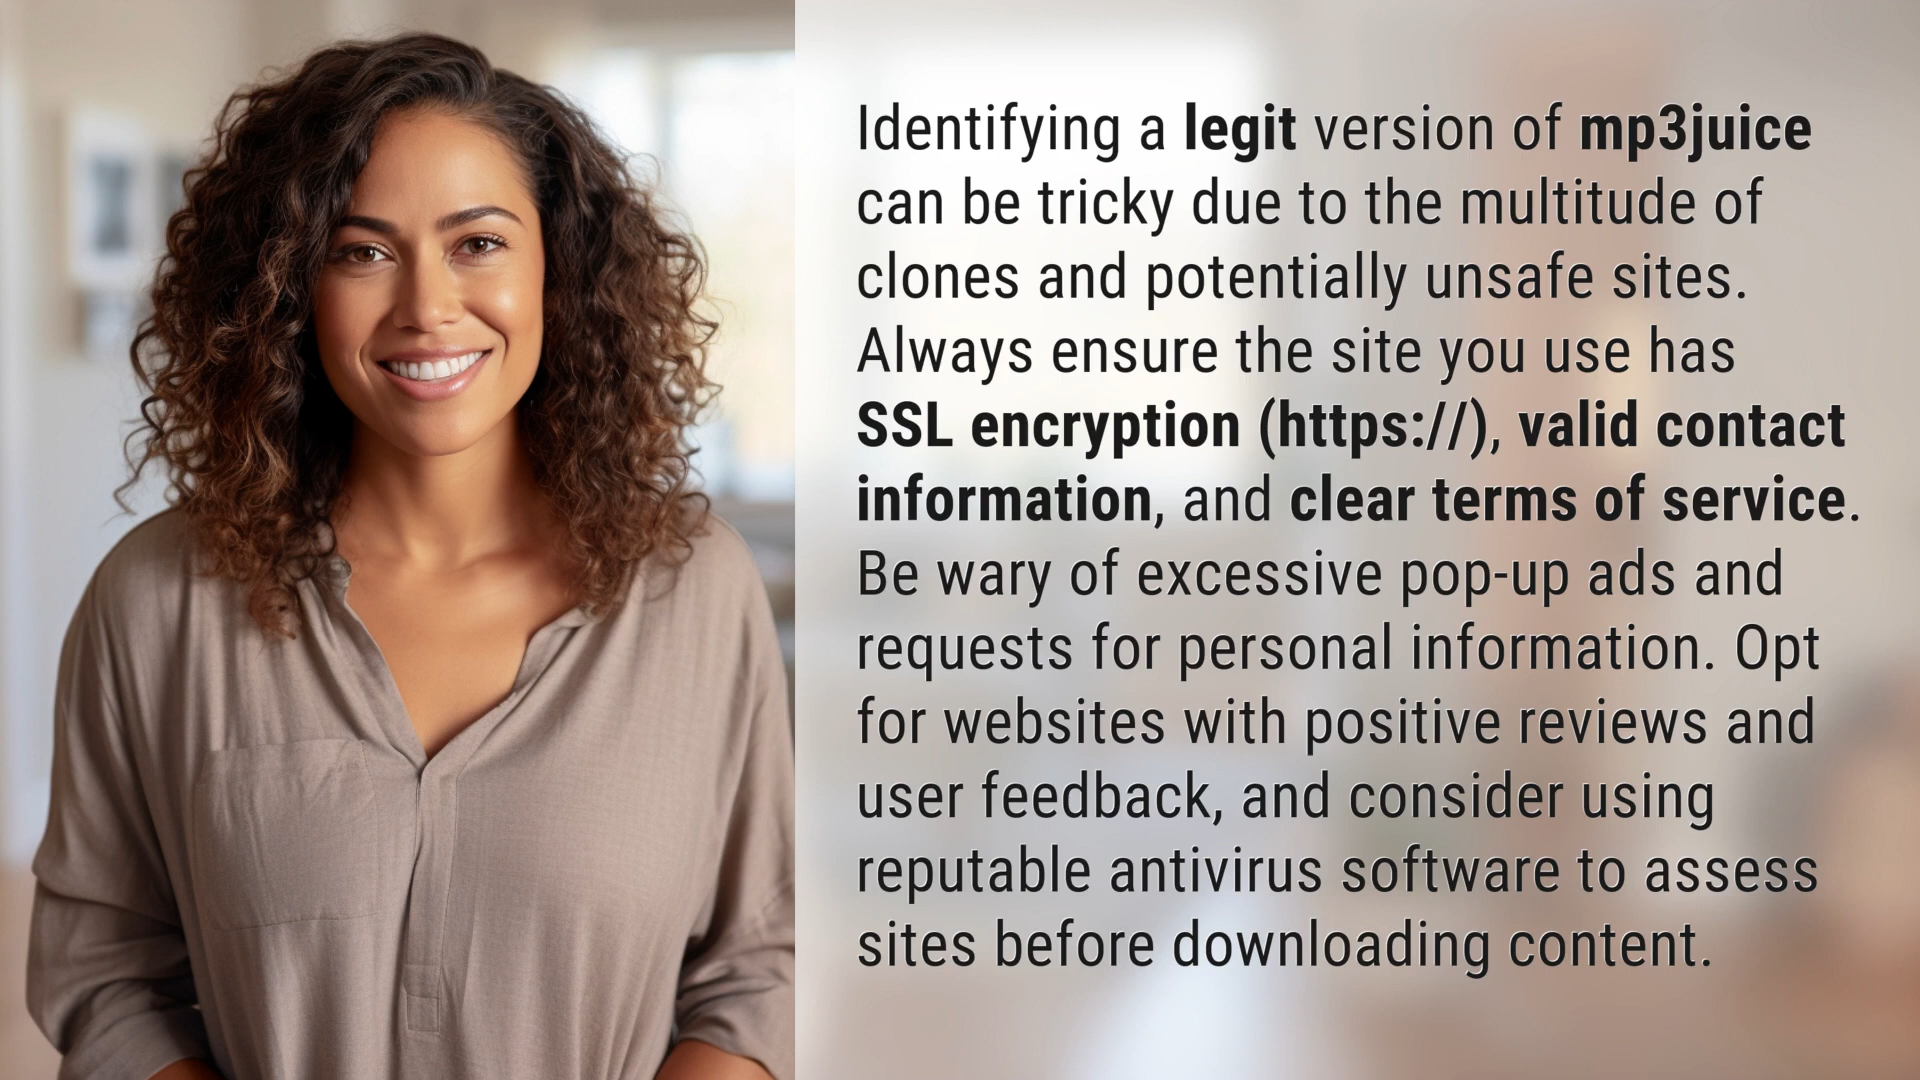 Identifying a legit version of mp3juice
can be tricky due to the multitude of
clones and potentially unsafe sites.
Always ensure the site you use has
SSL encryption (https://), valid contact
information, and clear terms of service.
Be wary of excessive pop-up ads and
requests for personal information. Opt
for websites with positive reviews and
user feedback, and consider using
reputable antivirus software to assess
sites before downloading content.